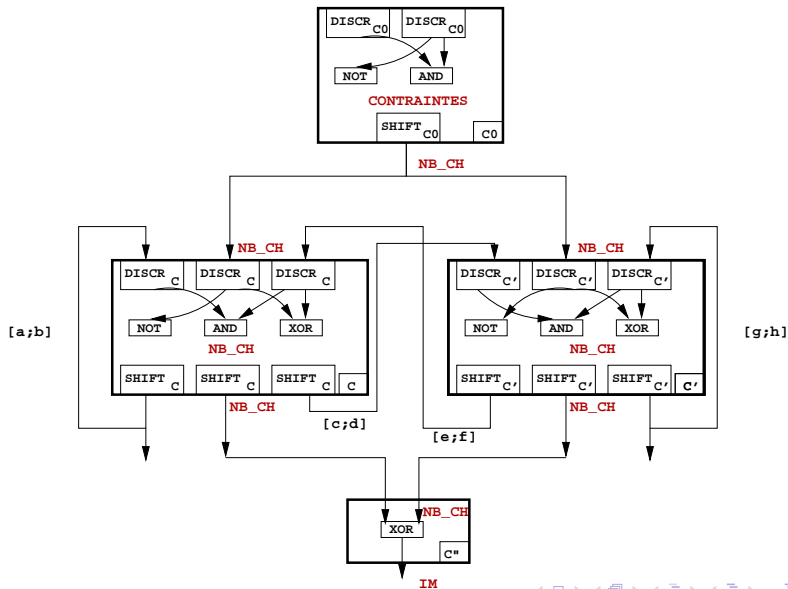 DISCR C0 DISCR C0
NOT AND
CONTRAINTES
SHIFT C0 C0
NB_CH
NB_CH NB_CH
DISCR C DISCR C DISCR C DISCR C' DISCR C' DISCR C'
[a;b] NOT AND XOR NOT AND XOR [g;h]
NB_CH NB_CH
SHIFT C SHIFT C SHIFT C C SHIFT C' SHIFT C' SHIFT C' C'
NB_CH NB_CH
[c;d] [e;f]
NB_CH
XOR
C"
IM